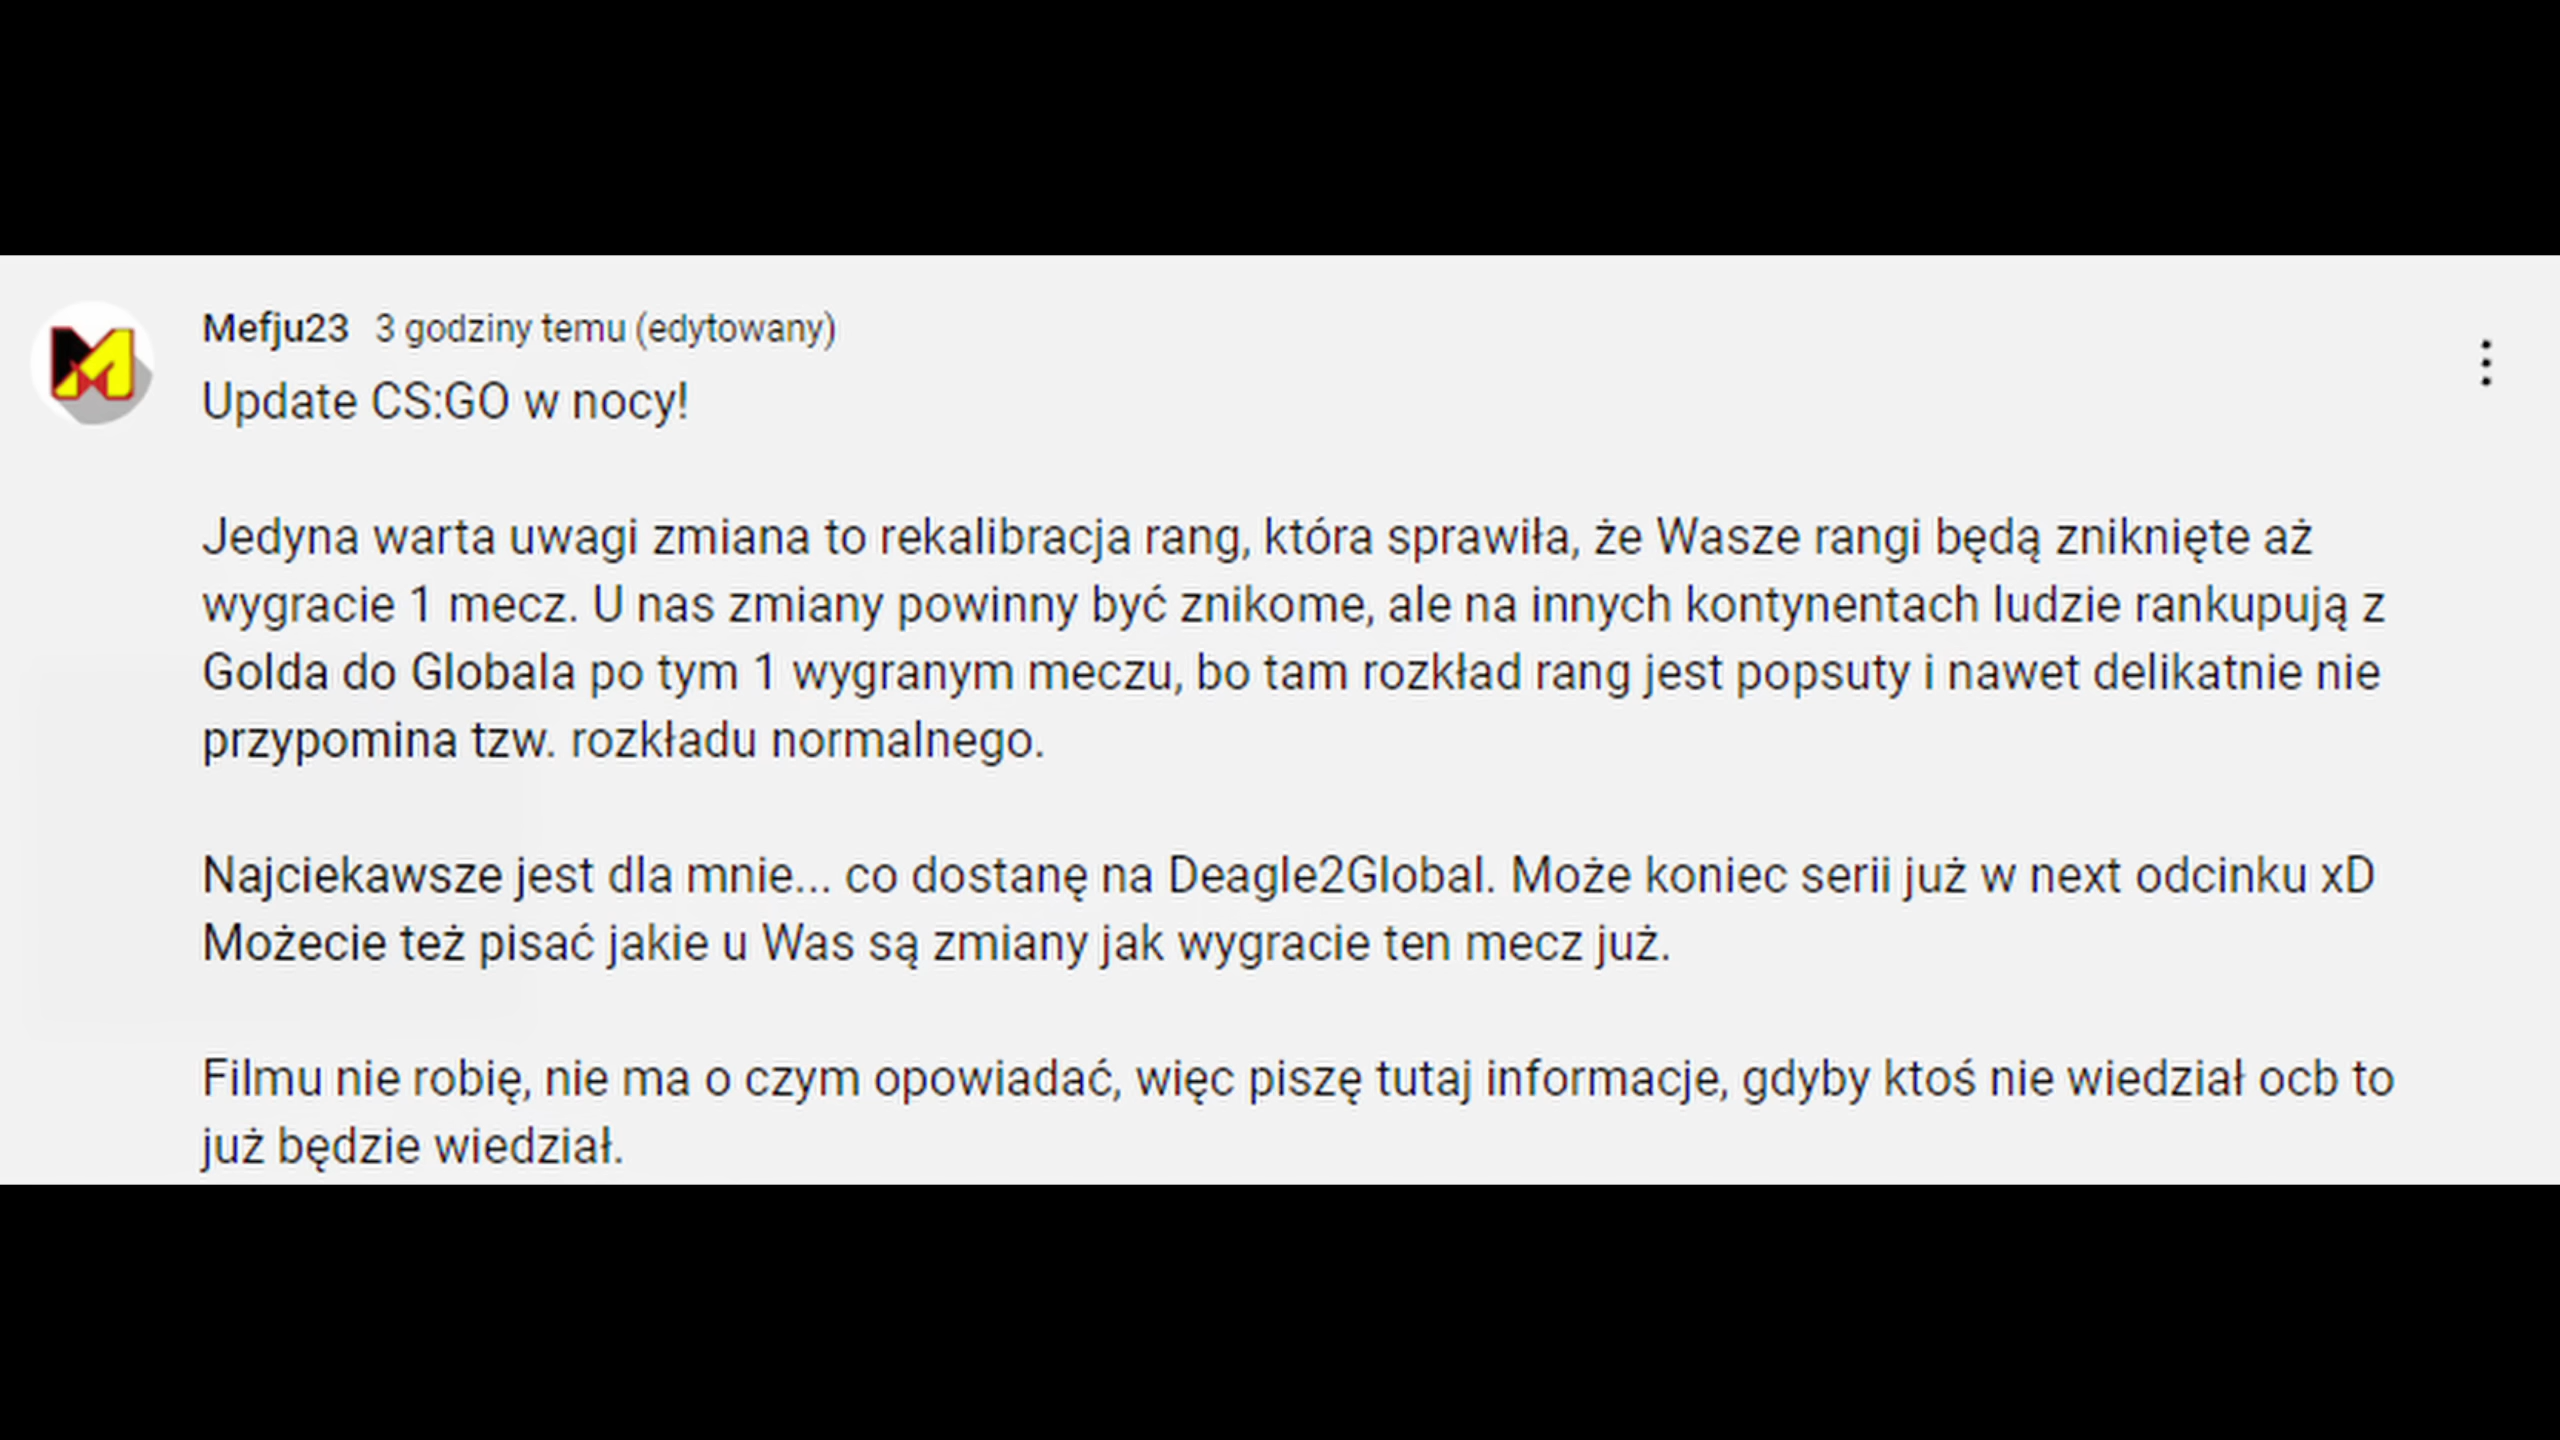 Mefju23 3 godziny temu (edytowany)
Update CS:GO w nocy!
Jedyna warta uwagi zmiana to rekalibracja rang, która sprawiła, że Wasze rangi będą zniknięte aż
wygracie 1 mecz. U nas zmiany powinny być znikome, ale na innych kontynentach ludzie rankupują z
Golda do Globala po tym 1 wygranym meczu, bo tam rozkład rang jest popsuty i nawet delikatnie nie
przypomina tzw. rozkładu normalnego.
Najciekawsze jest dla mnie... co dostanę na Deagle2Global. Może koniec serii już w next odcinku xD
Możecie też pisać jakie u Was są zmiany jak wygracie ten mecz już.
Filmu nie robię, nie ma o czym opowiadać, więc piszę tutaj informacje, gdyby ktoś nie wiedział ocb to
już będzie wiedział.